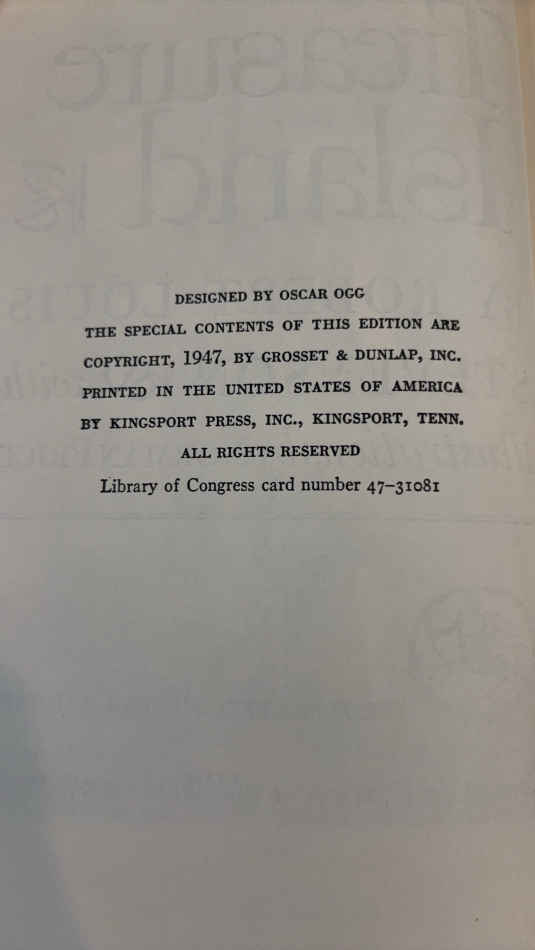 DESIGNED BY OSCAR OGG
THE SPECIAL CONTENTS OF THIS EDITION ARE
COPYRIGHT, 1947, BY GROSSET & DUNLAP, INC.
PRINTED IN THE UNITED STATES OF AMERICA
BY KINGSPORT PRESS, INC., KINGSPORT, TENN.
ALL RIGHTS RESERVED
Library of Congress card number 47–31081
Treasure
Island